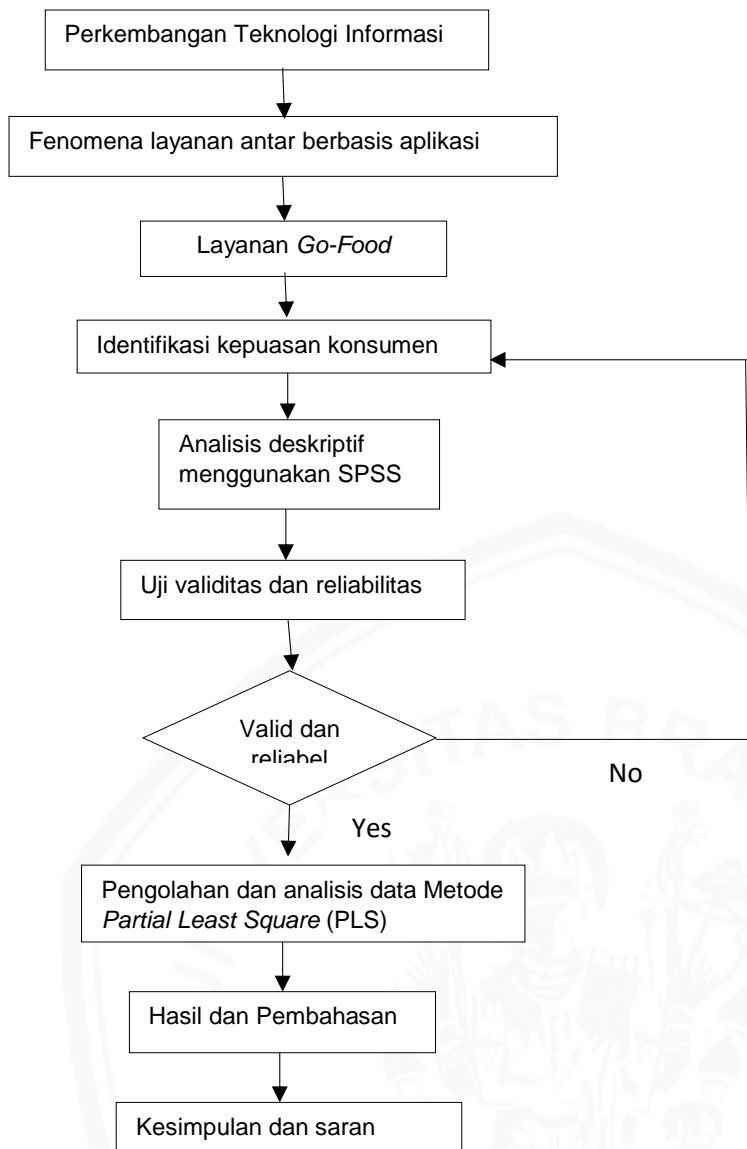 Perkembangan Teknologi Informasi
Fenomena layanan antar berbasis aplikasi
Layanan Go-Food
Identifikasi kepuasan konsumen
Analisis deskriptif
menggunakan SPSS
Uji validitas dan reliabilitas
Valid dan
reliabel
No
Yes
Pengolahan dan analisis data Metode
Partial Least Square (PLS)
Hasil dan Pembahasan
Kesimpulan dan saran